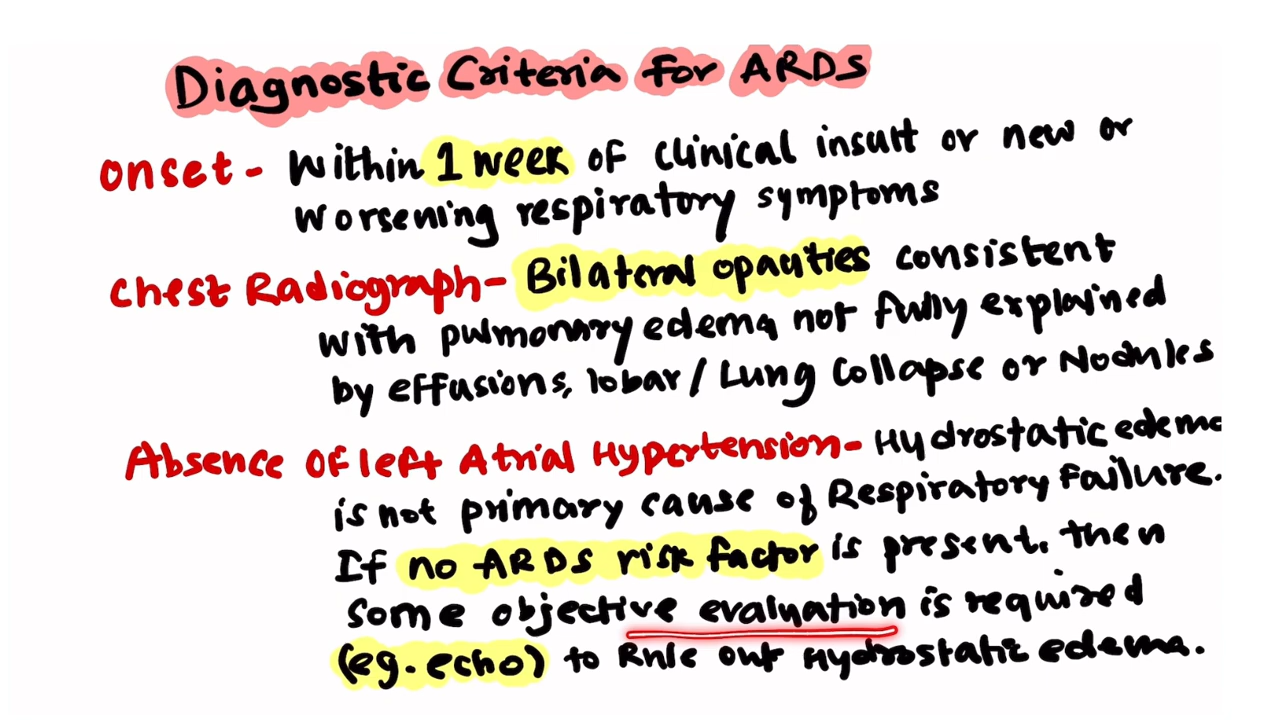 Diagnostic Criteria for ARDS
onset - Within 1 week of clinical insult or new or
worsening respiratory symptoms
Chest Radiograph - Bilateral opacities consistent
with pulmonary edema not fully explained
by effusions, lobar / Lung Collapse or Nodules
Absence of left Atrial Hypertension - Hydrostatic edema
is not primary cause of Respiratory Failure.
If no ARDS risk factor is present, then
some objective evaluation is required
(eg. echo) to Rule out Hydrostatic edema.